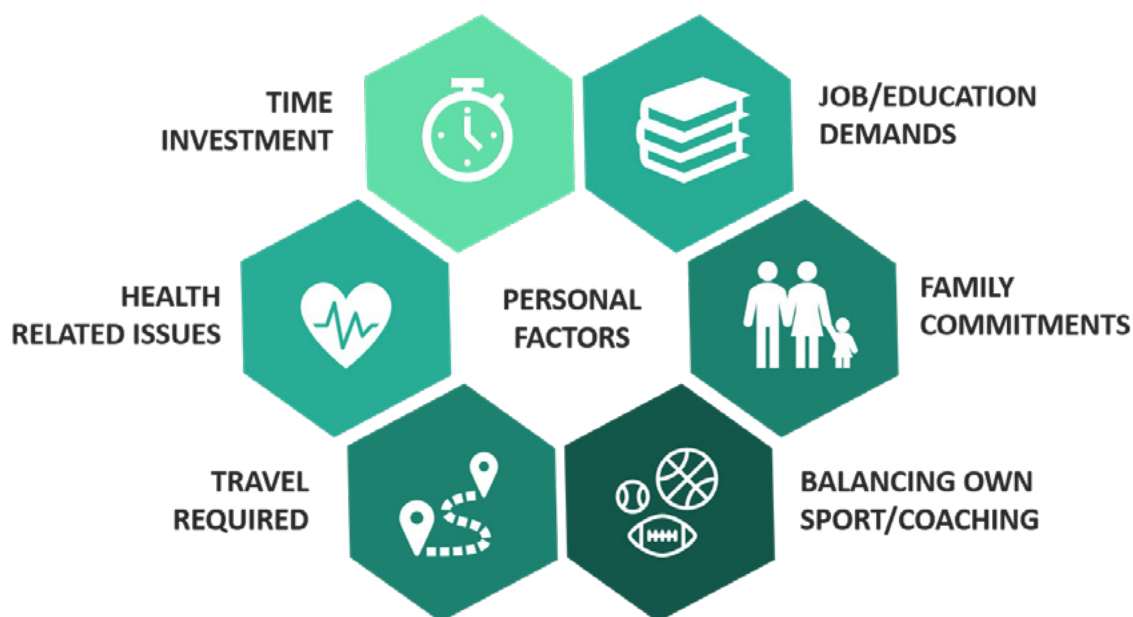 TIME
INVESTMENT
JOB/EDUCATION
DEMANDS
HEALTH
RELATED ISSUES
PERSONAL
FACTORS
FAMILY
COMMITMENTS
TRAVEL
REQUIRED
BALANCING OWN
SPORT/COACHING